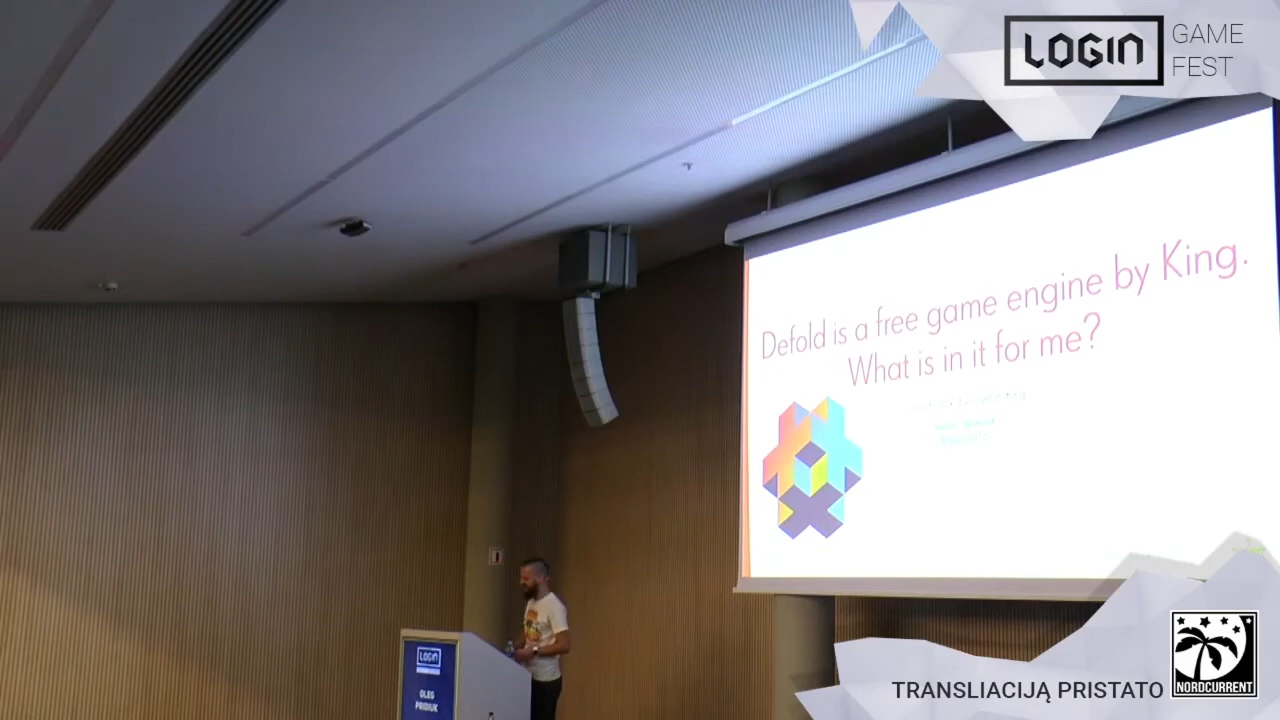 LOGIN
GAME
FEST
Defold is a free game engine by King.
What is in it for me?
LOGIN
OLEG
PRIDIUK
TRANSLIACIJĄ PRISTATO
NORDCURRENT